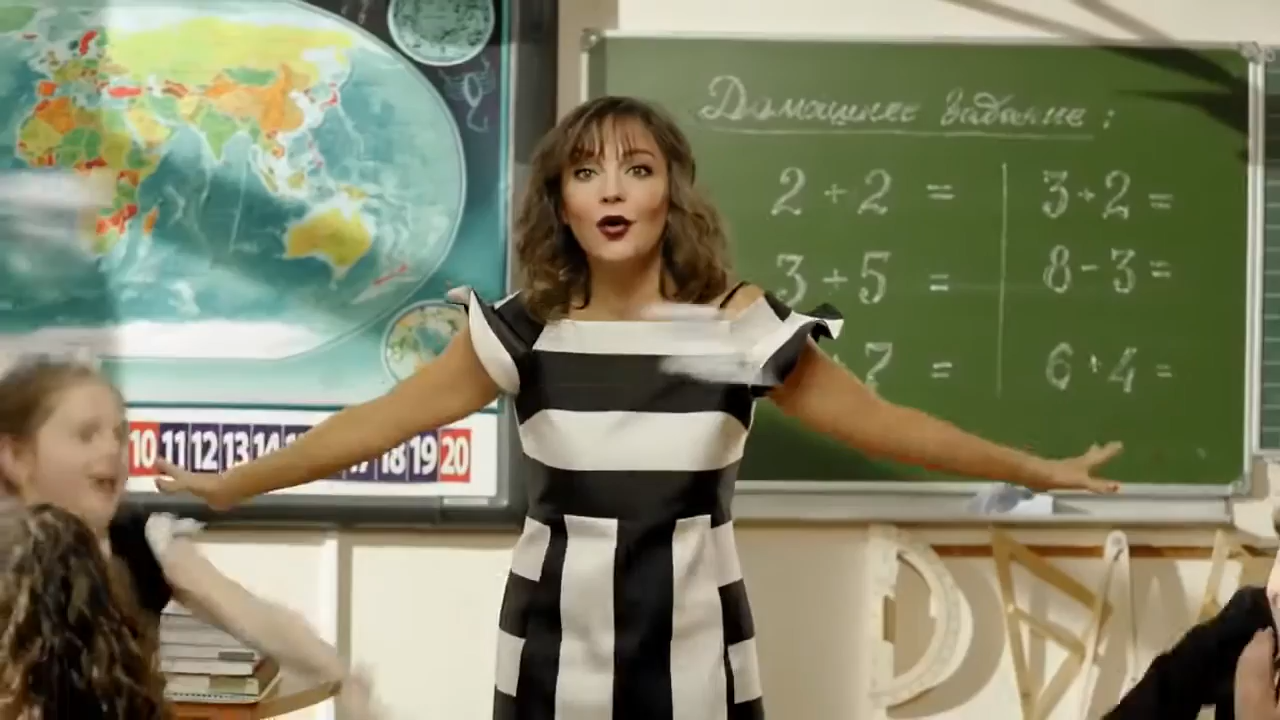 Домашнее задание:
2 + 2 =
3 + 2 =
3 + 5 =
8 - 3 =
7 =
6 + 4 =
10 11 12 13 14 18 19 20